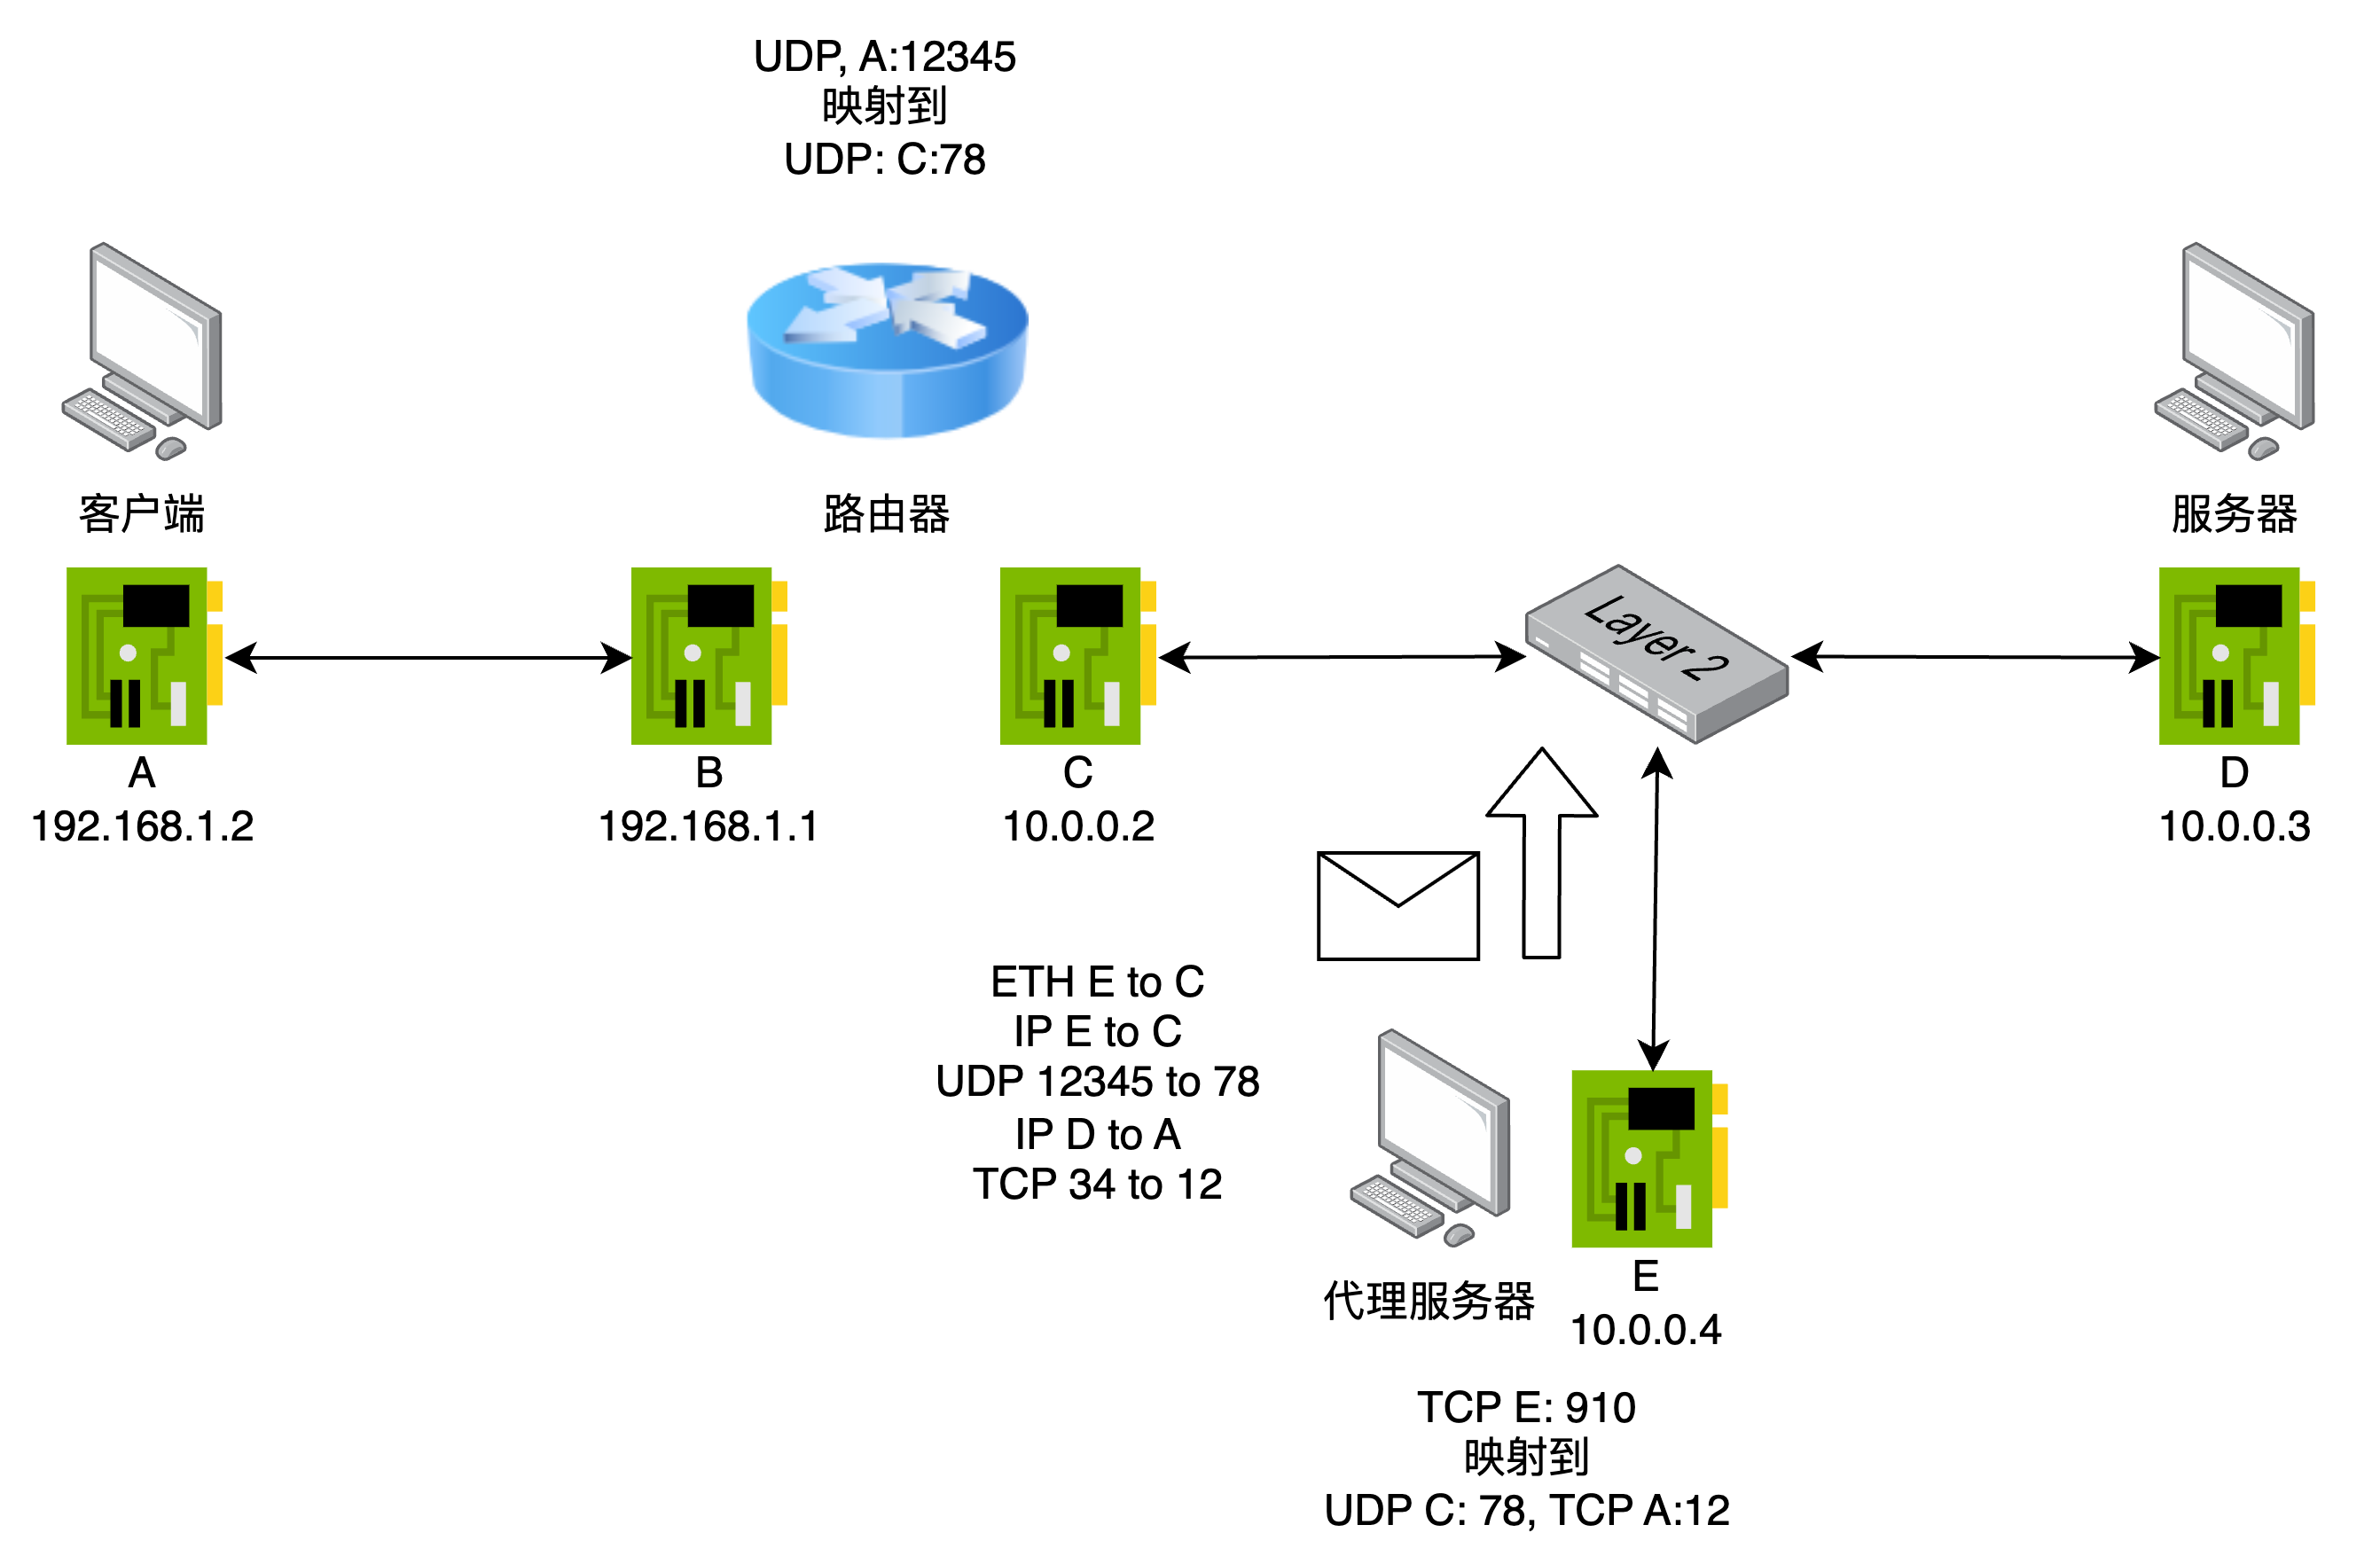 UDP, A:12345
映射到
UDP: C:78
客户端
路由器
服务器
Layer 2
A
192.168.1.2
B
192.168.1.1
C
10.0.0.2
D
10.0.0.3
ETH E to C
IP E to C
UDP 12345 to 78
IP D to A
TCP 34 to 12
代理服务器
E
10.0.0.4
TCP E: 910
映射到
UDP C: 78, TCP A:12